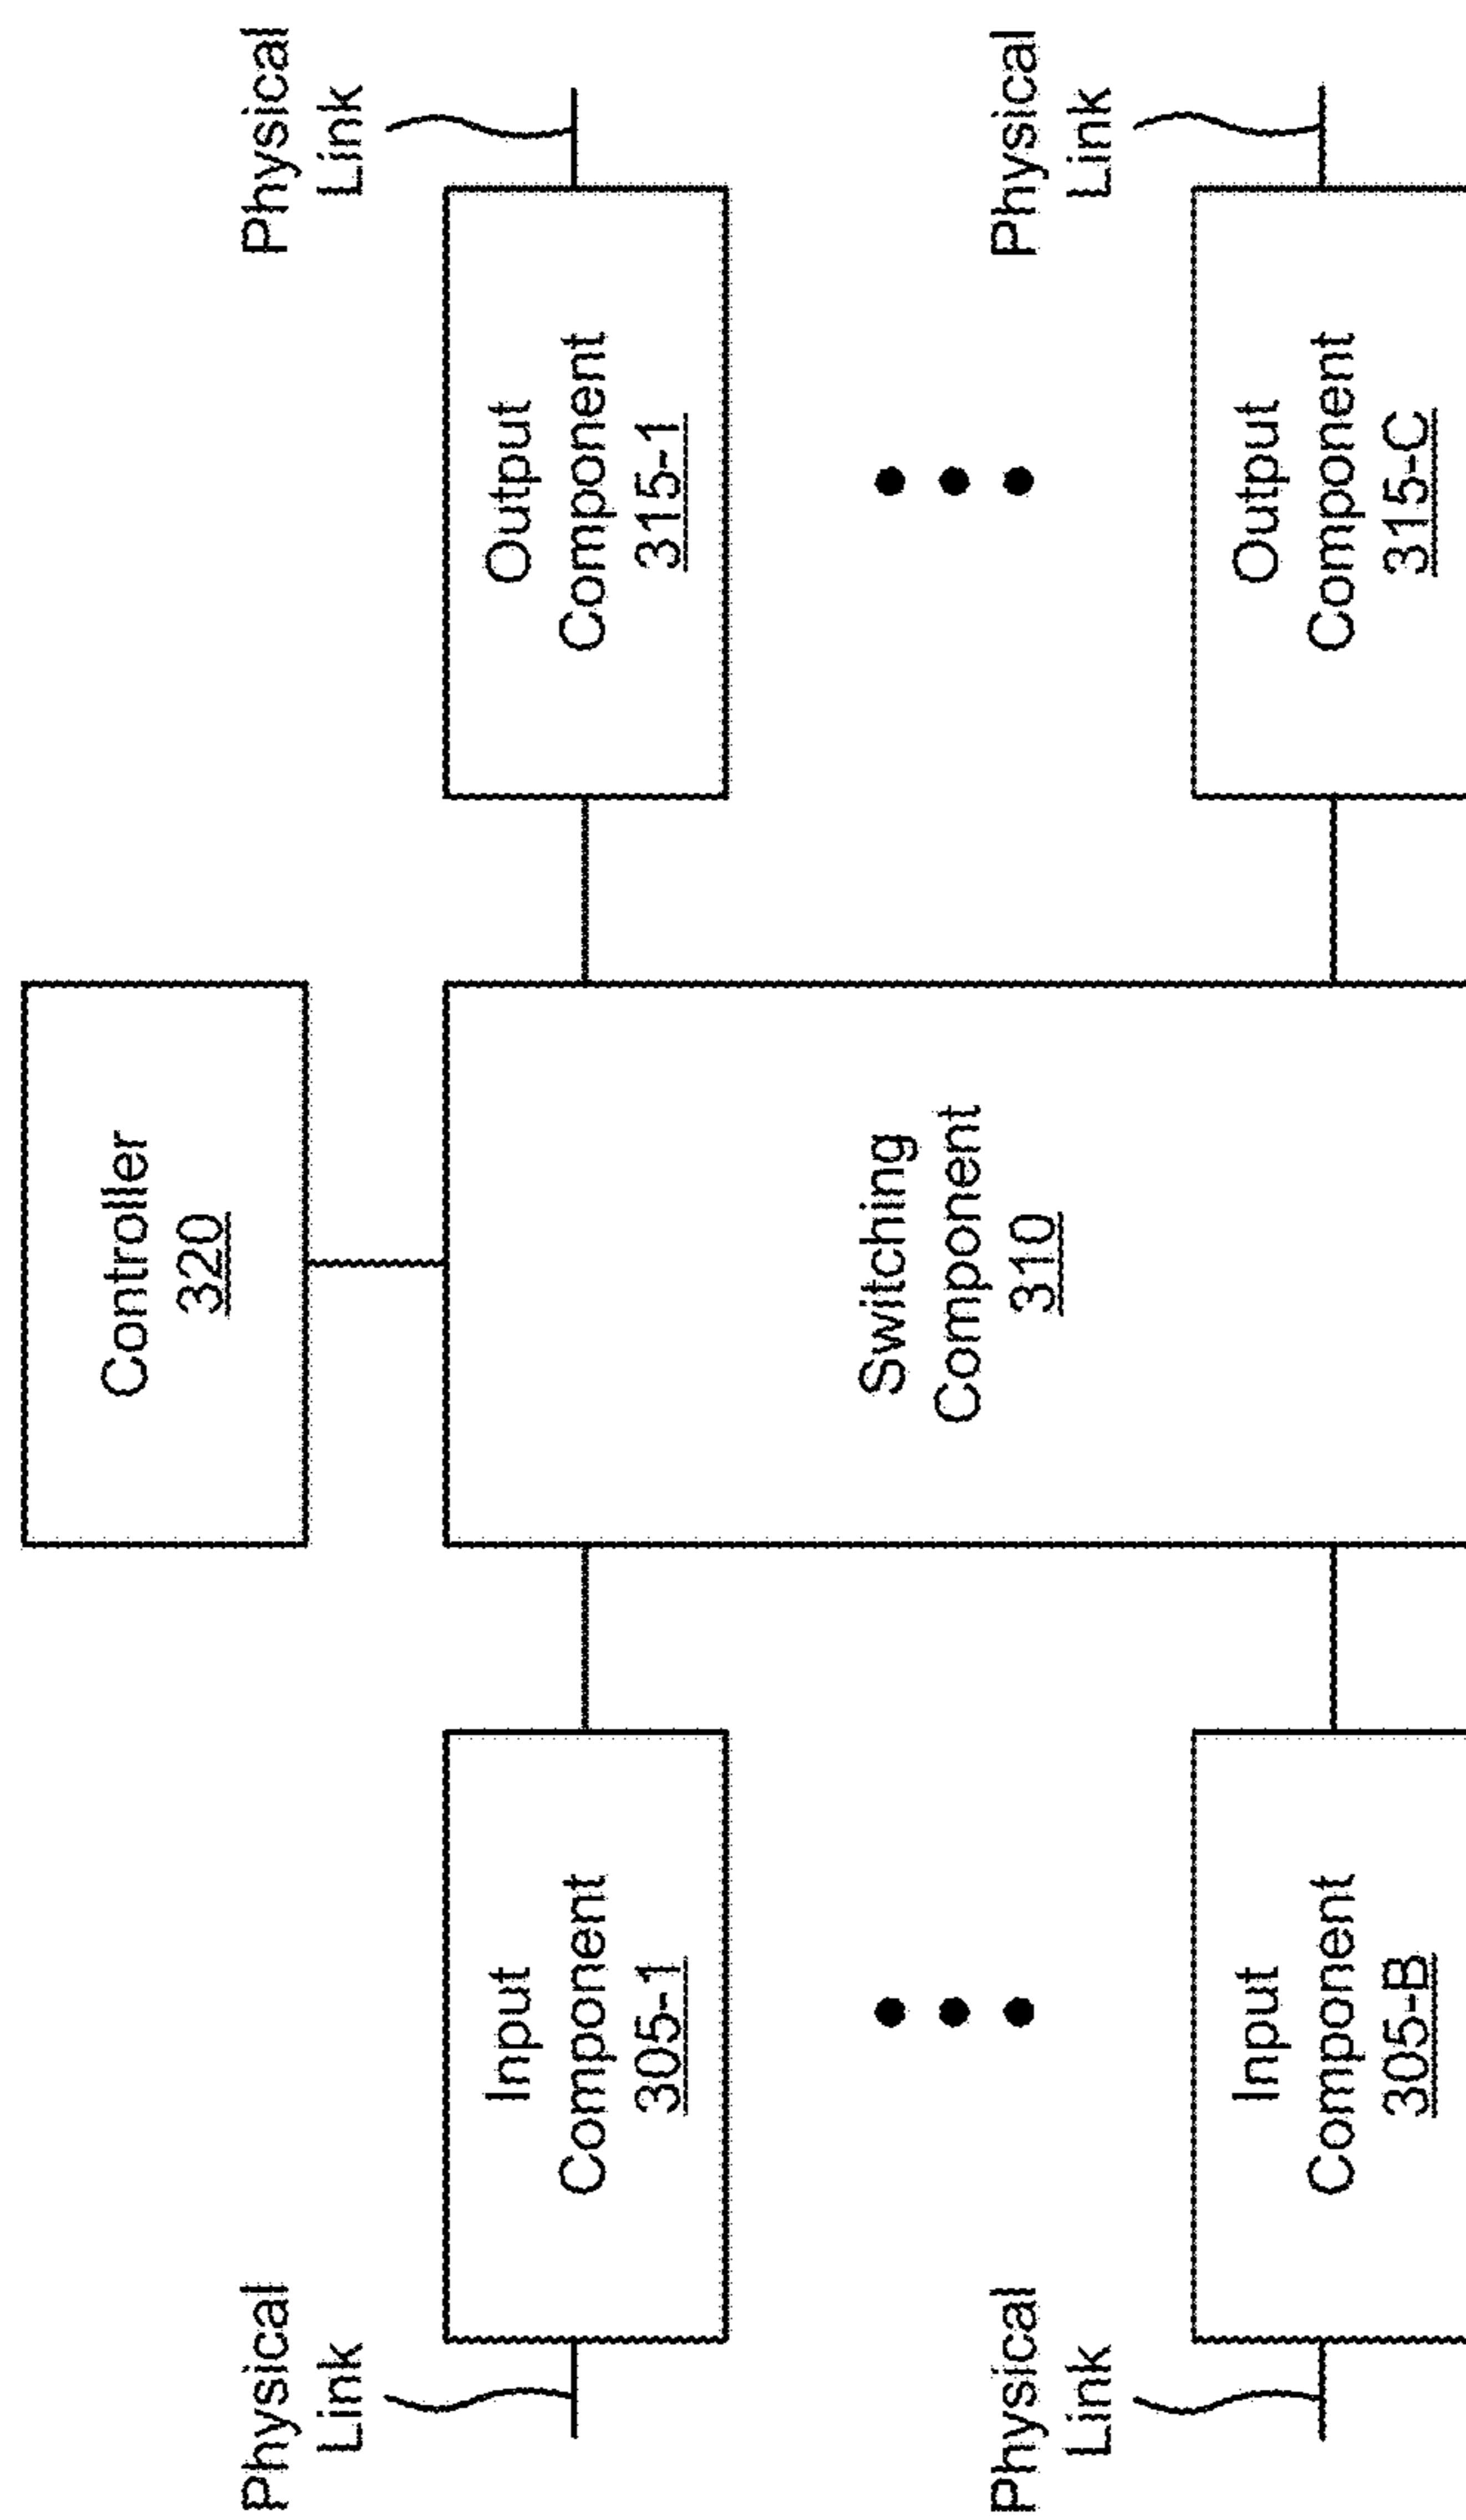 Controller
320
Physical
Link
Input
Component
305-1
Switching
Component
310
Output
Component
315-1
Physical
Link
Physical
Link
Input
Component
305-B
Output
Component
315-C
Physical
Link